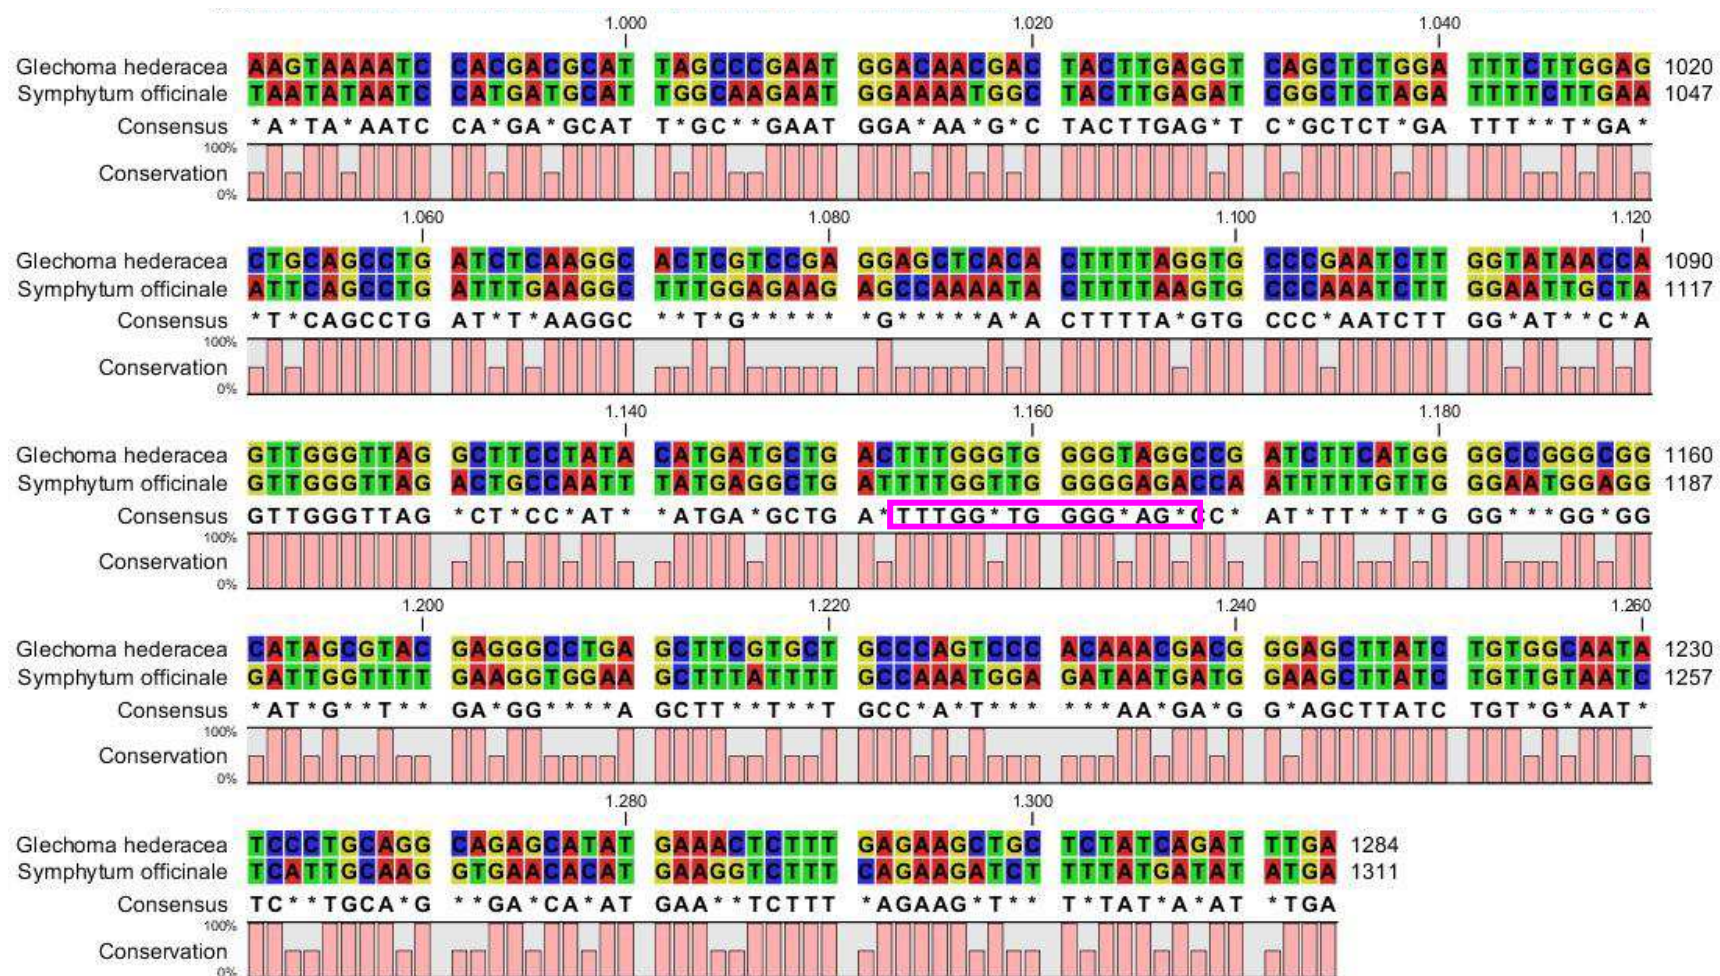 1.000 1.020 1.040
Glechoma hederacea AAGTAAAATC CACGACGCAT TAGCCCGAAT GGACAACGAC TACTTGAGGT CAGCTCTGGA TTTCTTGGAG 1020
Symphytum officinale TAATATAATC CATGATGCAT TGGCAAGAAT GGAAAATGGC TACTTGAGAT CGGCTCTAGA TTTTCTTGAA 1047
Consensus *A*TA*AATC CA*GA*GCAT T*GC**GAAT GGA*AA*G*C TACTTGAG*T C*GCTCT*GA TTT**T*GA*
100%
Conservation
0%
1.060 1.080 1.100 1.120
Glechoma hederacea CTGCAGCCTG ATCTCAAGGC ACTCGTCCGA GGAGCTCACA CTTTTAGGTG CCCGAATCTT GGTATAACCA 1090
Symphytum officinale ATTCAGCCTG ATTTGAAGGC TTTGGAGAAG AGCCAAAATA CTTTTAAGTG CCCAAATCTT GGAATTGCTA 1117
Consensus *T*CAGCCTG AT*T*AAGGC **T*G***** *G*****A*A CTTTTA*GTG CCC*AATCTT GG*AT**C*A
100%
Conservation
0%
1.140 1.160 1.180
Glechoma hederacea GTTGGGTTAG GCTTCCTATA CATGATGCTG ACTTTGGGTG GGGTAGGCCG ATCTTCATGG GGCCGGGCGG 1160
Symphytum officinale GTTGGGTTAG ACTGCCAATT TATGAGGCTG ATTTTGGTTG GGGGAGACCA ATTTTTGTTG GGAATGGAGG 1187
Consensus GTTGGGTTAG *CT*CC*AT* *ATGA*GCTG A*TTTGG*TG GGG*AG*CC* AT*TT**T*G GG***GG*GG
100%
Conservation
0%
1.200 1.220 1.240 1.260
Glechoma hederacea CATAGCGTAC GAGGGCCTGA GCTTCGTGCT GCCCAGTCCC ACAAACGACG GGAGCTTATC TGTGGCAATA 1230
Symphytum officinale GATTGGTTTT GAAGGTGGAA GCTTTATTTT GCCAAATGGA GATAATGATG GAAGCTTATC TGTTGTAATC 1257
Consensus *AT*G**T** GA*GG****A GCTT**T**T GCC*A*T*** ***AA*GA*G G*AGCTTATC TGT*G*AAT*
100%
Conservation
0%
1.280 1.300
Glechoma hederacea TCCCTGCAGG CAGAGCATAT GAAACTCTTT GAGAAGCTGC TCTATCAGAT TTGA 1284
Symphytum officinale TCATTGCAAG GTGAACACAT GAAGGTCTTT CAGAAGATCT TTTATGATAT ATGA 1311
Consensus TC**TGCA*G **GA*CA*AT GAA**TCTTT *AGAAG*T** T*TAT*A*AT *TGA
100%
Conservation
0%